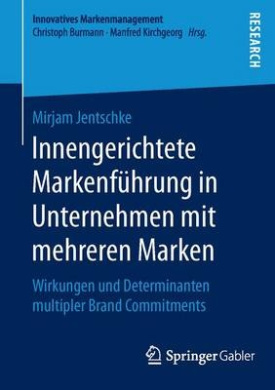 Innovatives Markenmanagement
Christoph Burmann · Manfred Kirchgeorg Hrsg.
RESEARCH
Mirjam Jentschke
Innengerichtete
Markenführung in
Unternehmen mit
mehreren Marken
Wirkungen und Determinanten
multipler Brand Commitments
Springer Gabler